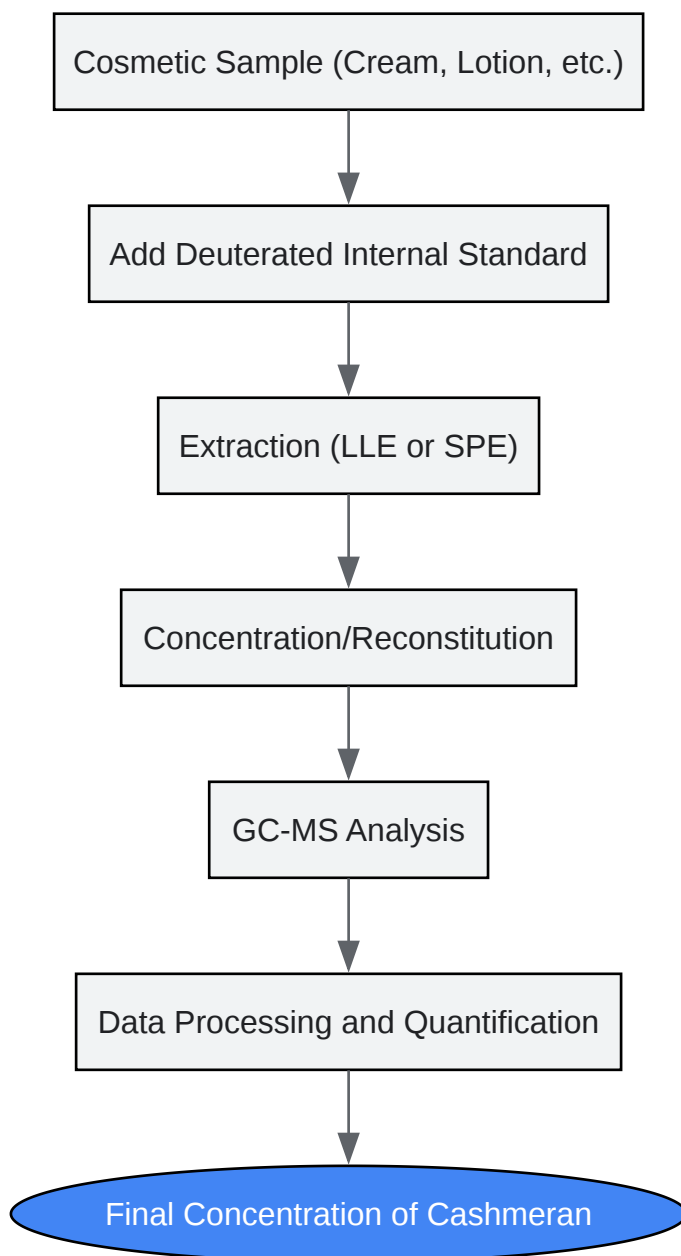 Cosmetic Sample (Cream, Lotion, etc.)
Add Deuterated Internal Standard
Extraction (LLE or SPE)
Concentration/Reconstitution
GC-MS Analysis
Data Processing and Quantification
Final Concentration of Cashmeran